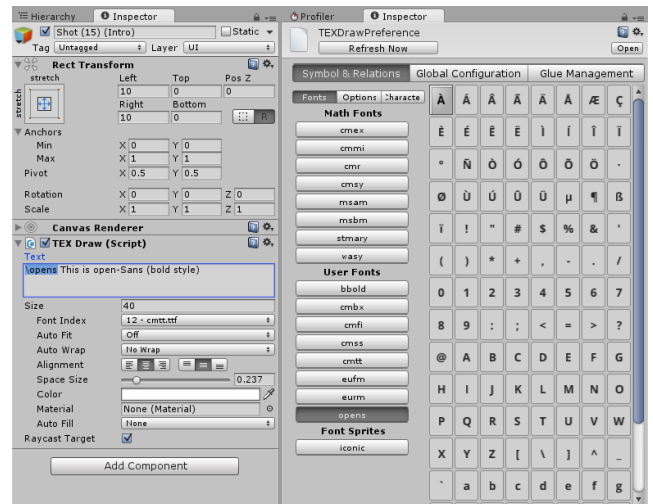 Hierarchy
Inspector
Shot (15) (Intro)
Static
Tag Untagged Layer UI
Rect Transform
stretch Left Top Pos Z
stretch 10 0 0
Right Bottom
10 0 R
Anchors
Min X 0 Y 0
Max X 1 Y 1
Pivot X 0.5 Y 0.5
Rotation X 0 Y 0 Z 0
Scale X 1 Y 1 Z 1
Canvas Renderer
TEX Draw (Script)
Text
\opens This is open-Sans (bold style)
Size 40
Font Index 12 - cmtt.ttf
Auto Fit Off
Auto Wrap No Wrap
Alignment
Space Size 0.237
Color
Material None (Material)
Auto Fill None
Raycast Target
Add Component
Profiler
Inspector
TEXDrawPreference
Refresh Now
Open
Symbol & Relations Global Configuration Glue Management
Fonts Options Characte
Math Fonts
cmex
cmmi
cmr
cmsy
msam
msbm
stmary
wasy
User Fonts
bbold
cmbx
cmfi
cmss
cmtt
eufm
eurm
opens
Font Sprites
iconic
À Á Â Ã Ä Å Æ Ç
È É Ê Ë Ì Í Î Ï
Ñ Ò Ó Ô Õ Ö ·
Ø Ù Ú Û Ü µ ¶ ß
ï ! " # $ % & '
( ) * + , - . /
0 1 2 3 4 5 6 7
8 9 : ; < = > ?
@ A B C D E F G
H I J K L M N O
P Q R S T U V W
X Y Z [ \ ] ^ _
` a b c d e f g